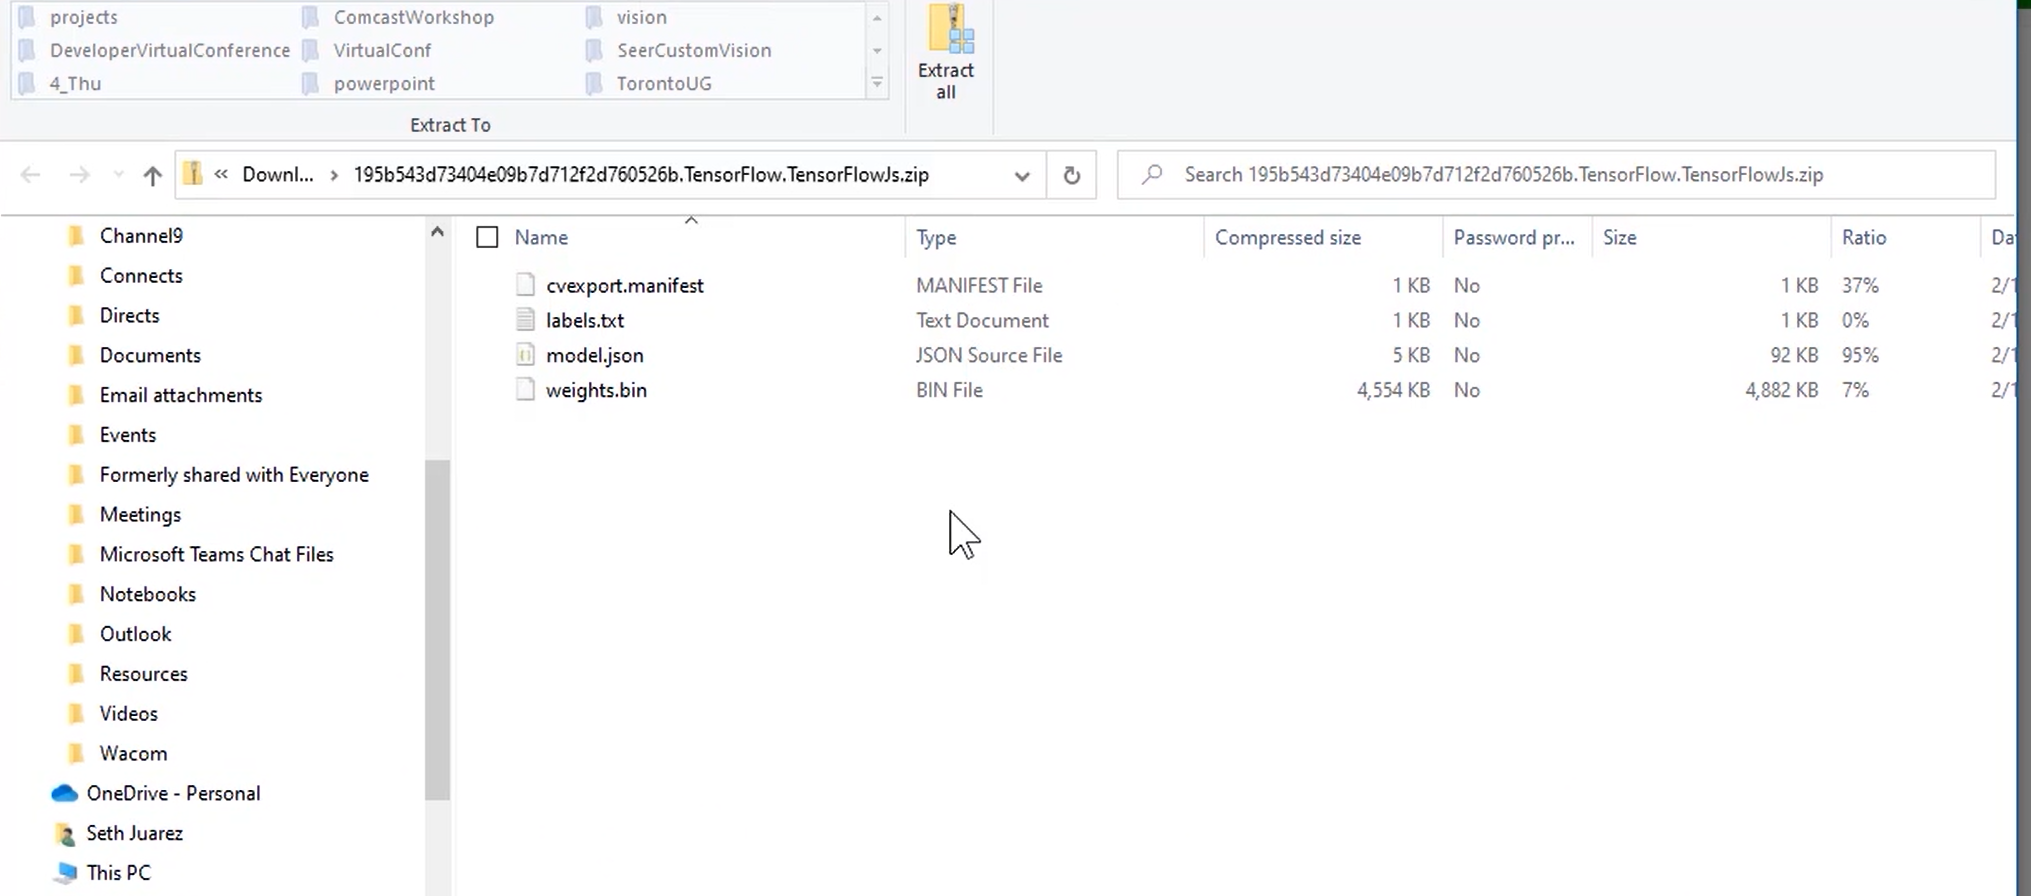 projects ComcastWorkshop vision
DeveloperVirtualConference VirtualConf SeerCustomVision
4_Thu powerpoint TorontoUG
Extract all
Extract To
« Downl... › 195b543d73404e09b7d712f2d760526b.TensorFlow.TensorFlowJs.zip
Search 195b543d73404e09b7d712f2d760526b.TensorFlow.TensorFlowJs.zip
Channel9
Connects
Directs
Documents
Email attachments
Events
Formerly shared with Everyone
Meetings
Microsoft Teams Chat Files
Notebooks
Outlook
Resources
Videos
Wacom
OneDrive - Personal
Seth Juarez
This PC
Name Type Compressed size Password pr... Size Ratio Da
cvexport.manifest MANIFEST File 1 KB No 1 KB 37% 2/1
labels.txt Text Document 1 KB No 1 KB 0% 2/1
model.json JSON Source File 5 KB No 92 KB 95% 2/1
weights.bin BIN File 4,554 KB No 4,882 KB 7% 2/1